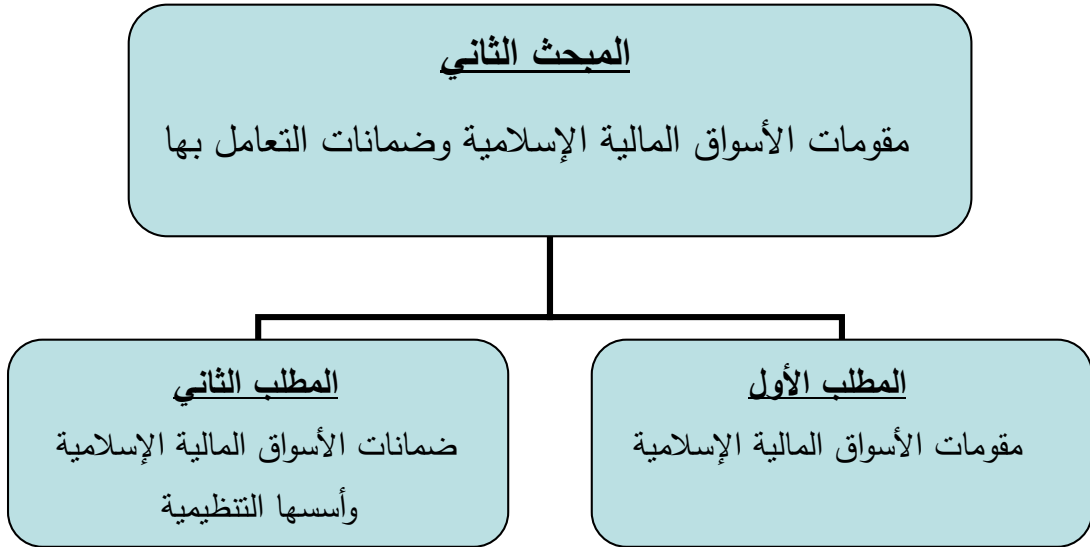 المبحث الثاني
مقومات الأسواق المالية الإسلامية وضمانات التعامل بها
المطلب الأول
مقومات الأسواق المالية الإسلامية
المطلب الثاني
ضمانات الأسواق المالية الإسلامية
وأسسها التنظيمية